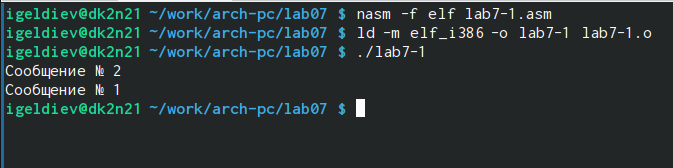 igeldiev@dk2n21 ~/work/arch-pc/lab07 $ nasm -f elf lab7-1.asm
igeldiev@dk2n21 ~/work/arch-pc/lab07 $ ld -m elf_i386 -o lab7-1 lab7-1.o
igeldiev@dk2n21 ~/work/arch-pc/lab07 $ ./lab7-1
Сообщение № 2
Сообщение № 1
igeldiev@dk2n21 ~/work/arch-pc/lab07 $